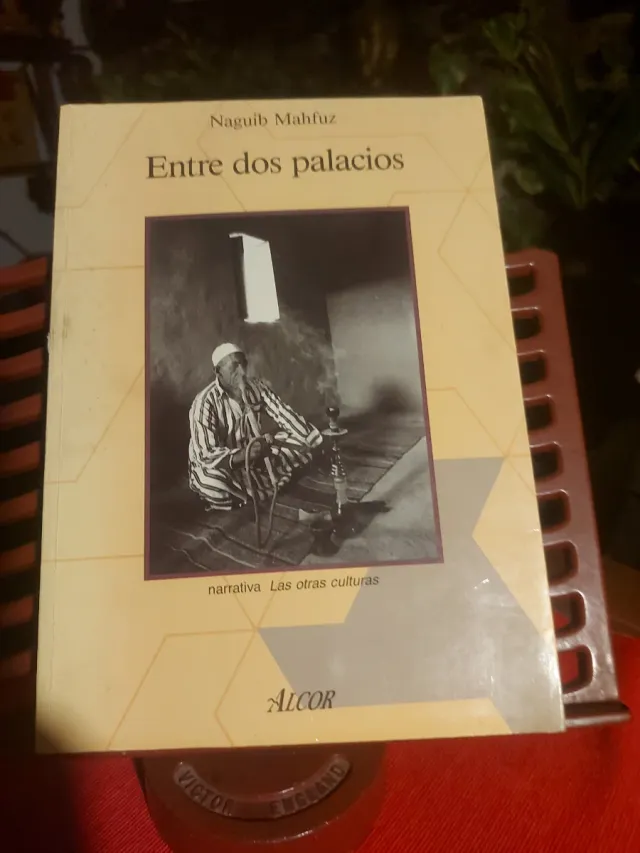 Naguib Mahfuz
Entre dos palacios
narrativa Las otras culturas
ALCOR
VICTOR ENGLAND